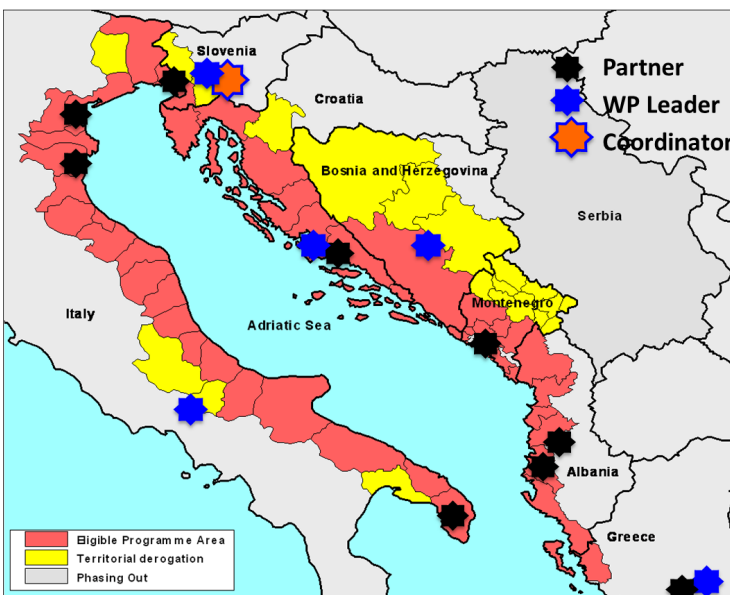 Slovenia
Partner
WP Leader
Croatia
Coordinator
Bosnia and Herzegovina
Serbia
Montenegro
Italy
Adriatic Sea
Albania
Greece
Eligible Programme Area
Territorial derogation
Phasing Out